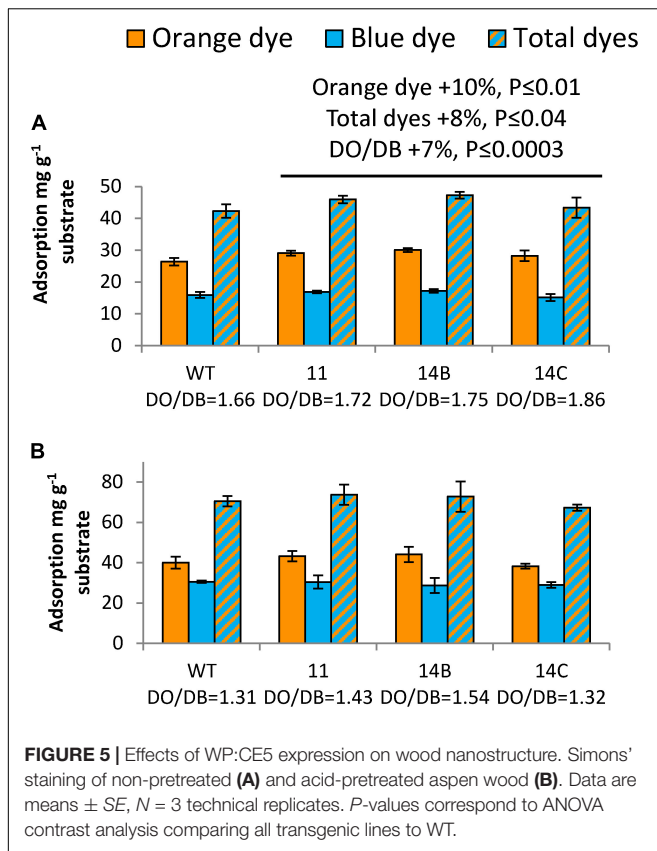 Orange dye Blue dye Total dyes
Orange dye +10%, P≤0.01
Total dyes +8%, P≤0.04
DO/DB +7%, P≤0.0003
A
Adsorption mg g-1
substrate
50
40
30
20
10
0
WT 11 14B 14C
DO/DB=1.66 DO/DB=1.72 DO/DB=1.75 DO/DB=1.86
B
Adsorption mg g-1
substrate
80
60
40
20
0
WT 11 14B 14C
DO/DB=1.31 DO/DB=1.43 DO/DB=1.54 DO/DB=1.32
FIGURE 5 | Effects of WP:CE5 expression on wood nanostructure. Simons'
staining of non-pretreated (A) and acid-pretreated aspen wood (B). Data are
means ± SE, N = 3 technical replicates. P-values correspond to ANOVA
contrast analysis comparing all transgenic lines to WT.